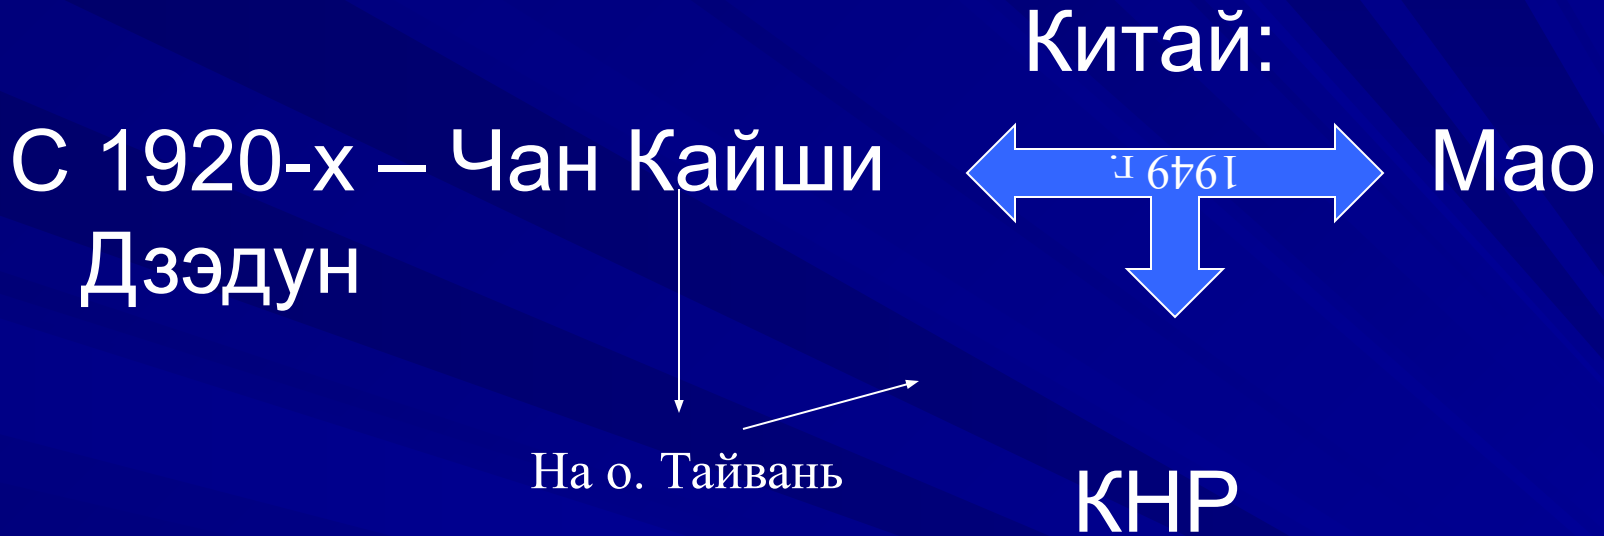 Китай:
С 1920-х – Чан Кайши 1949 г. Мао
Дзэдун
На о. Тайвань
КНР